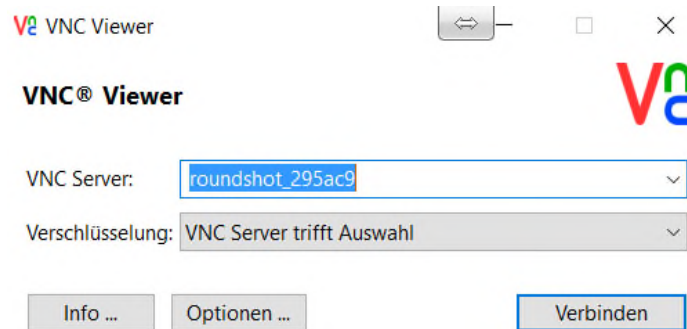 VNC Viewer
VNC® Viewer
VNC Server: roundshot_295ac9
Verschlüsselung: VNC Server trifft Auswahl
Info ... Optionen ... Verbinden